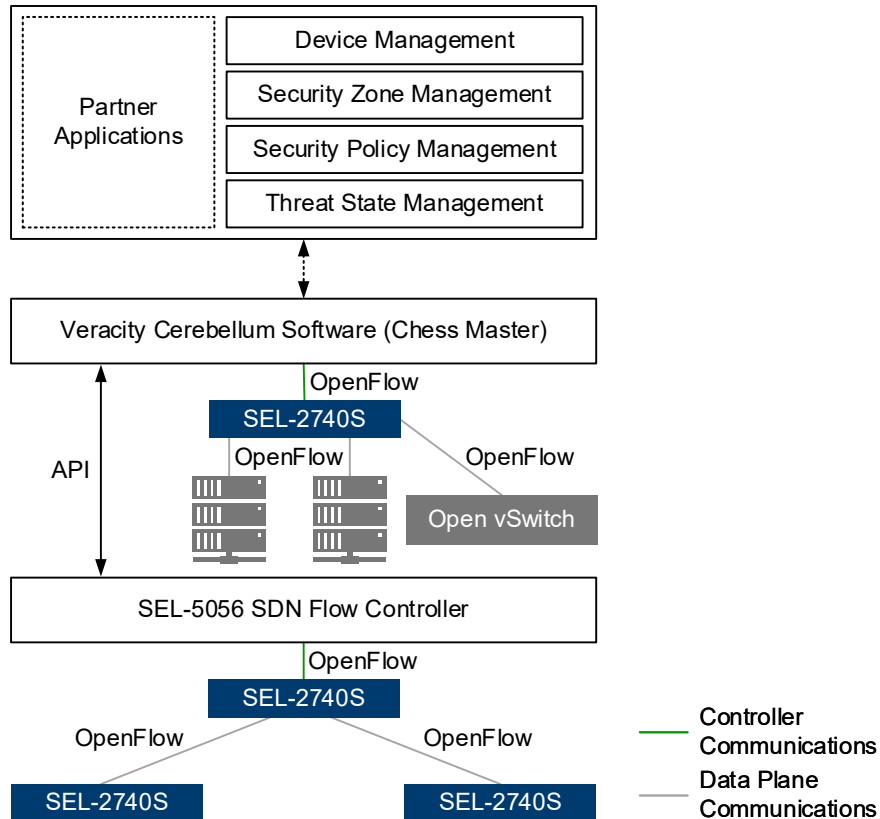 Device Management
Partner
Applications
Security Zone Management
Security Policy Management
Threat State Management
Veracity Cerebellum Software (Chess Master)
OpenFlow
SEL-2740S
OpenFlow
OpenFlow
API
Open vSwitch
SEL-5056 SDN Flow Controller
OpenFlow
SEL-2740S
OpenFlow
OpenFlow
SEL-2740S
SEL-2740S
Controller
Communications
Data Plane
Communications